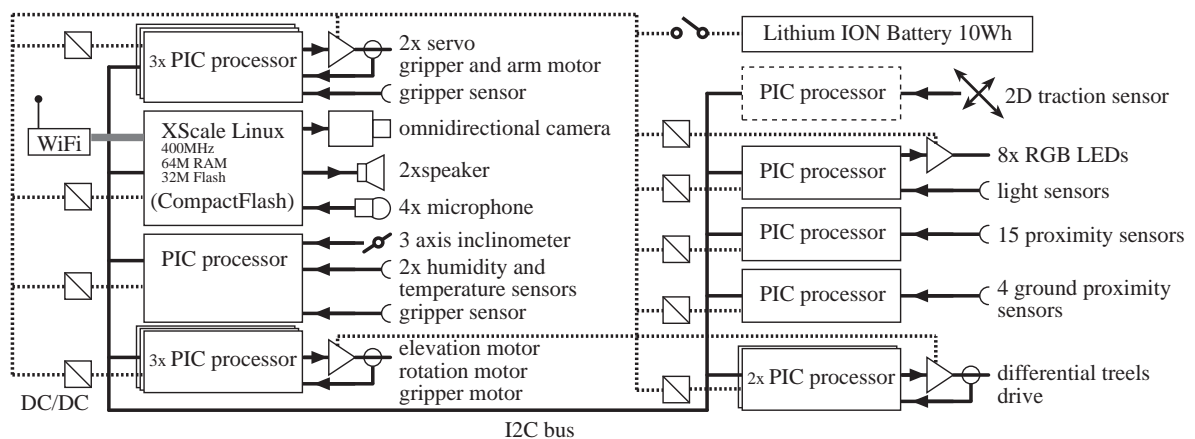 3x PIC processor
2x servo
gripper and arm motor
gripper sensor
WiFi
XScale Linux
400MHz
64M RAM
32M Flash
(CompactFlash)
omnidirectional camera
2xspeaker
4x microphone
PIC processor
3 axis inclinometer
2x humidity and
temperature sensors
gripper sensor
3x PIC processor
elevation motor
rotation motor
gripper motor
DC/DC
I2C bus
Lithium ION Battery 10Wh
PIC processor
2D traction sensor
PIC processor
8x RGB LEDs
light sensors
PIC processor
15 proximity sensors
PIC processor
4 ground proximity
sensors
2x PIC processor
differential treels
drive